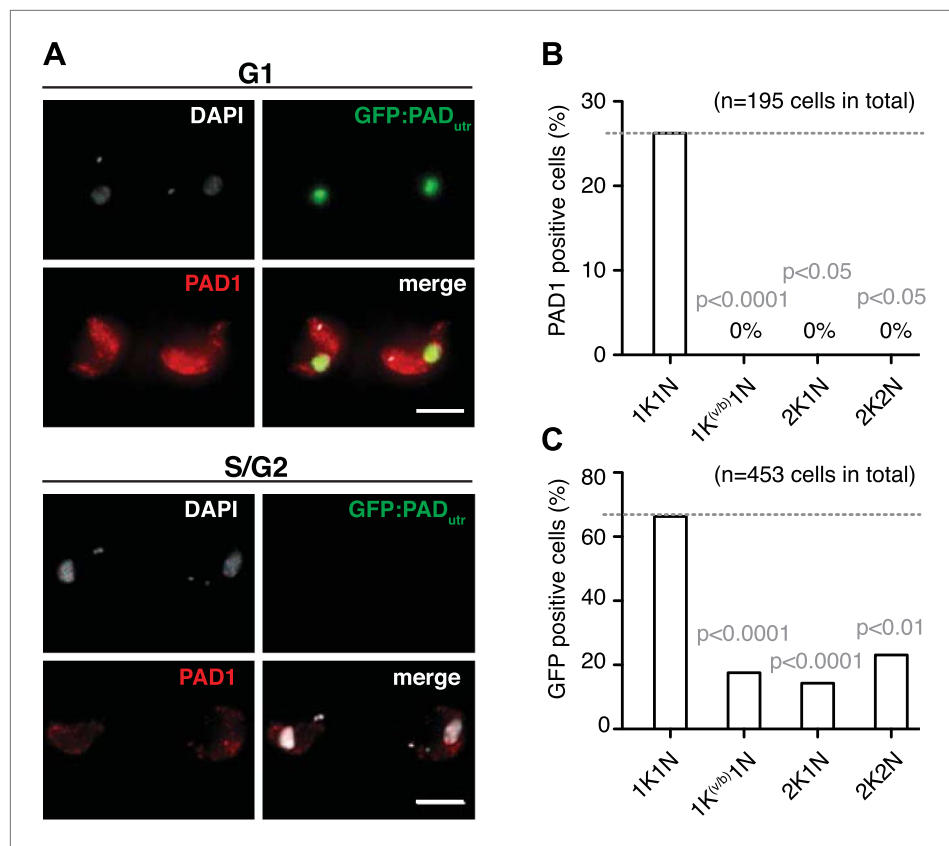 A
G1
DAPI
GFP:PADutr
PAD1
merge
S/G2
DAPI
GFP:PADutr
PAD1
merge
B
(n=195 cells in total)
PAD1 positive cells (%)
30
20
10
0
p<0.0001
p<0.05
p<0.05
0%
0%
0%
1K1N
1K(v/b)1N
2K1N
2K2N
C
(n=453 cells in total)
GFP positive cells (%)
80
60
40
20
0
p<0.0001
p<0.0001
p<0.01
1K1N
1K(v/b)1N
2K1N
2K2N